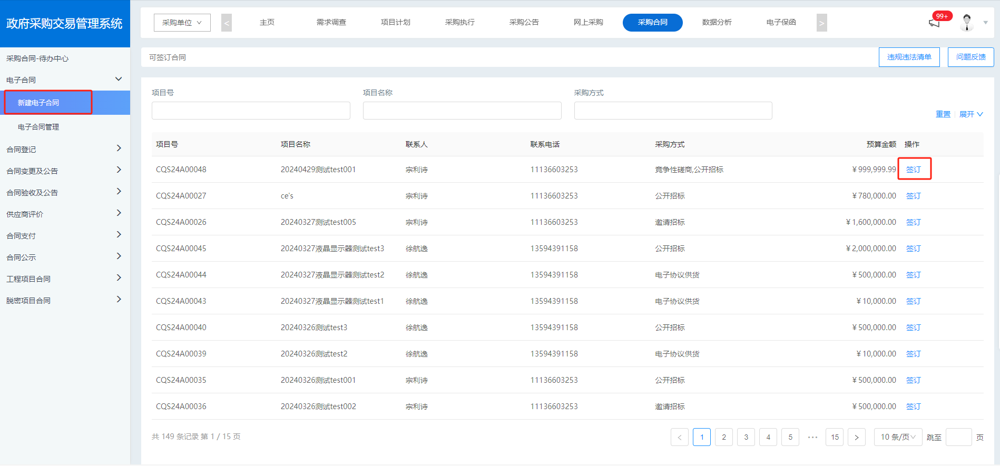 政府采购交易管理系统
采购单位
<
主页
需求调查
项目计划
采购执行
采购公告
网上采购
采购合同
数据分析
电子保函
>
99+
采购合同-待办中心
电子合同
新建电子合同
电子合同管理
合同登记
合同变更及公告
合同验收及公告
供应商评价
合同支付
合同公示
工程项目合同
脱密项目合同
可签订合同
违规违法清单
问题反馈
项目号 项目名称 采购方式
重置 展开
项目号 项目名称 联系人 联系电话 采购方式 预算金额 操作
CQS24A00048 20240429测试test001 宗利诗 11136603253 竞争性磋商,公开招标 ¥999,999.99 签订
CQS24A00027 ce's 宗利诗 11136603253 公开招标 ¥780,000.00 签订
CQS24A00026 20240327测试test005 宗利诗 11136603253 邀请招标 ¥1,600,000.00 签订
CQS24A00045 20240327液晶显示器测试test3 徐航逸 13594391158 公开招标 ¥2,000,000.00 签订
CQS24A00044 20240327液晶显示器测试test2 徐航逸 13594391158 电子协议供货 ¥500,000.00 签订
CQS24A00043 20240327液晶显示器测试test1 徐航逸 13594391158 电子协议供货 ¥10,000.00 签订
CQS24A00040 20240326测试test3 徐航逸 13594391158 公开招标 ¥500,000.00 签订
CQS24A00039 20240326测试test2 徐航逸 13594391158 电子协议供货 ¥10,000.00 签订
CQS24A00035 20240326测试test001 宗利诗 11136603253 公开招标 ¥500,000.00 签订
CQS24A00036 20240326测试test002 宗利诗 11136603253 邀请招标 ¥500,000.00 签订
共 149 条记录 第 1 / 15 页
< 1 2 3 4 5 ••• 15 > 10 条/页 跳至 页